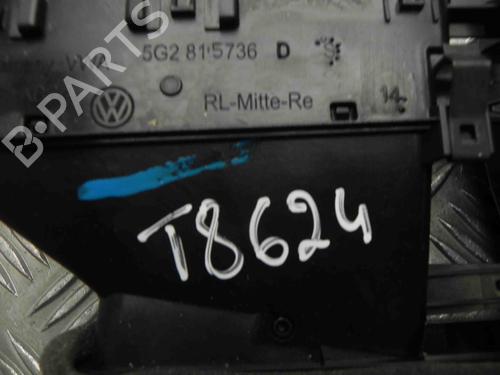 5G2 815736 D
RL-Mitte-Re
14
T8624
B-PARTS